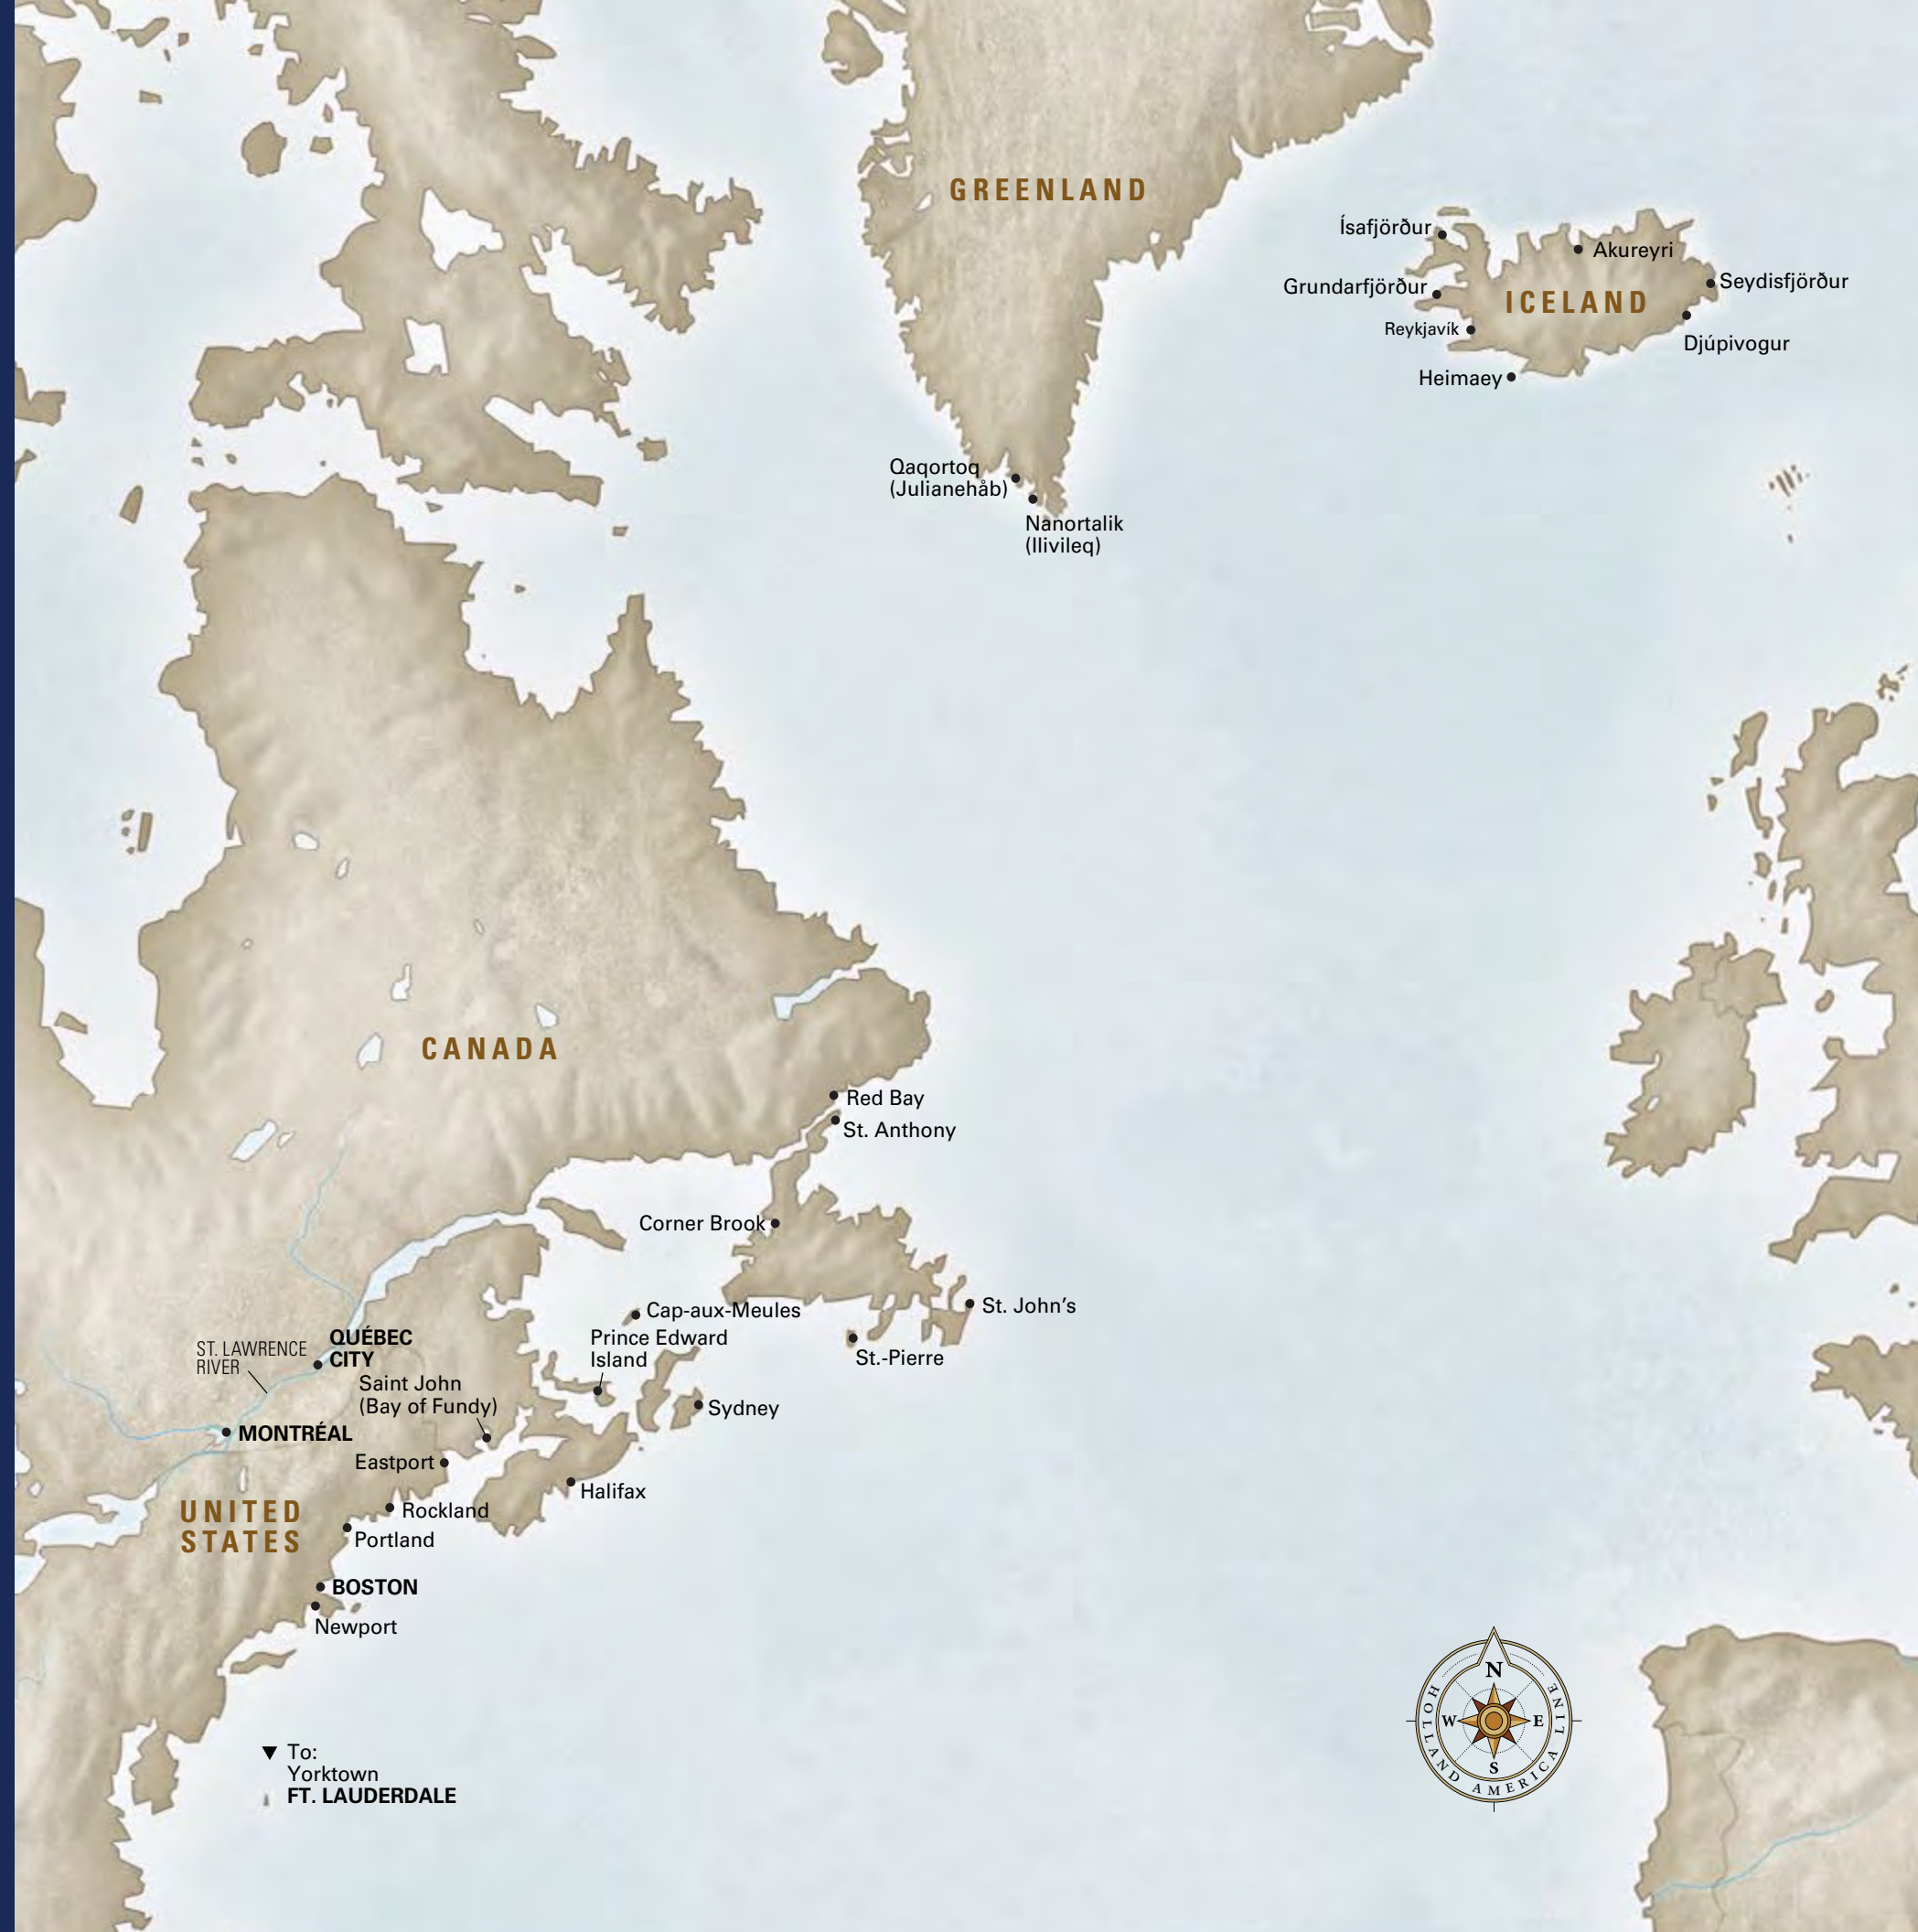 GREENLAND
Ísafjörður
Akureyri
Seydisfjörður
Grundarfjörður
ICELAND
Reykjavík
Djúpivogur
Heimaey
Qaqortoq
(Julianehåb)
Nanortalik
(Ilivileq)
CANADA
Red Bay
St. Anthony
Corner Brook
St. John's
Cap-aux-Meules
Prince Edward
Island
St.-Pierre
QUÉBEC
CITY
ST. LAWRENCE
RIVER
Saint John
(Bay of Fundy)
Sydney
MONTRÉAL
Eastport
Halifax
UNITED
STATES
Rockland
Portland
BOSTON
Newport
N
W
E
S
HOLLAND AMERICA LINE
To:
Yorktown
FT. LAUDERDALE